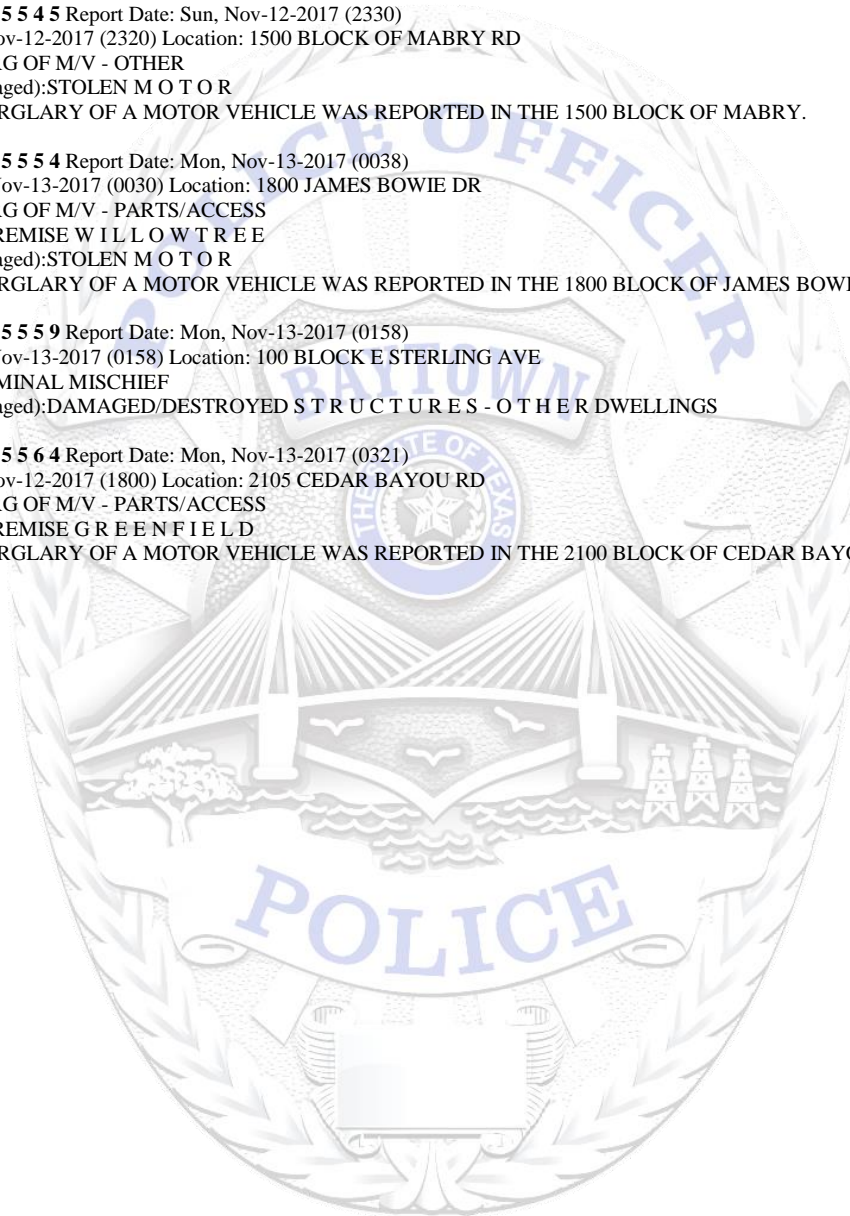 5 5 4 5 Report Date: Sun, Nov-12-2017 (2330)
ov-12-2017 (2320) Location: 1500 BLOCK OF MABRY RD
G OF M/V - OTHER
aged):STOLEN M O T O R
RGLARY OF A MOTOR VEHICLE WAS REPORTED IN THE 1500 BLOCK OF MABRY.
5 5 5 4 Report Date: Mon, Nov-13-2017 (0038)
Nov-13-2017 (0030) Location: 1800 JAMES BOWIE DR
RG OF M/V - PARTS/ACCESS
REMISE W I L L O W T R E E
aged):STOLEN M O T O R
RGLARY OF A MOTOR VEHICLE WAS REPORTED IN THE 1800 BLOCK OF JAMES BOWI
5 5 5 9 Report Date: Mon, Nov-13-2017 (0158)
Nov-13-2017 (0158) Location: 100 BLOCK E STERLING AVE
MINAL MISCHIEF
aged):DAMAGED/DESTROYED S T R U C T U R E S - O T H E R DWELLINGS
5 5 6 4 Report Date: Mon, Nov-13-2017 (0321)
ov-12-2017 (1800) Location: 2105 CEDAR BAYOU RD
RG OF M/V - PARTS/ACCESS
REMISE G R E E N F I E L D
RGLARY OF A MOTOR VEHICLE WAS REPORTED IN THE 2100 BLOCK OF CEDAR BAYO
POLICE OFFICER
BAYTOWN
THE STATE OF TEXAS
POLICE